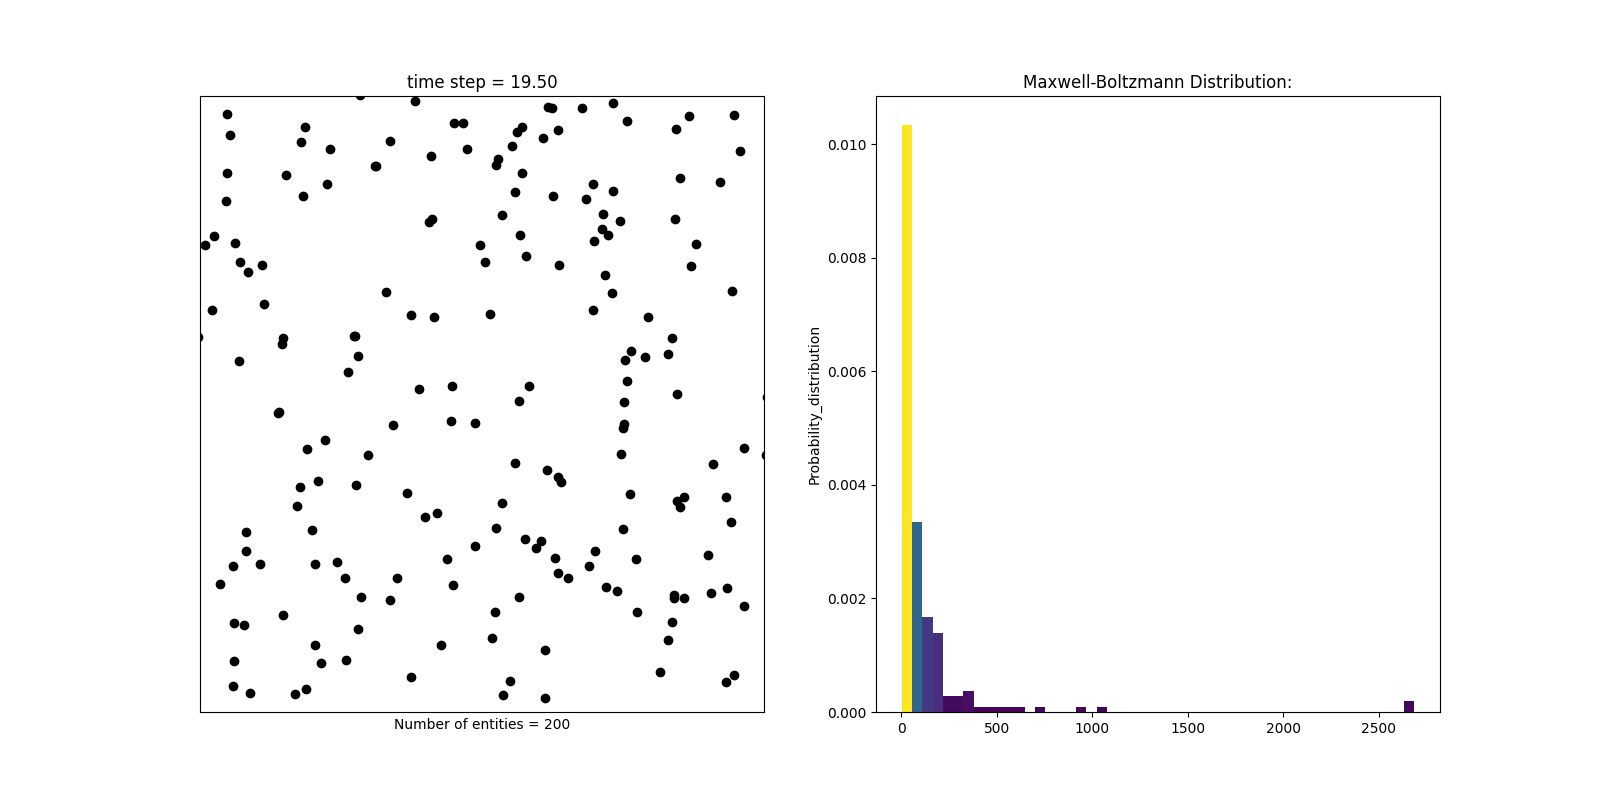 time step = 19.50
Number of entities = 200
Maxwell-Boltzmann Distribution:
Probability_distribution
0.010
0.008
0.006
0.004
0.002
0.000
0 500 1000 1500 2000 2500